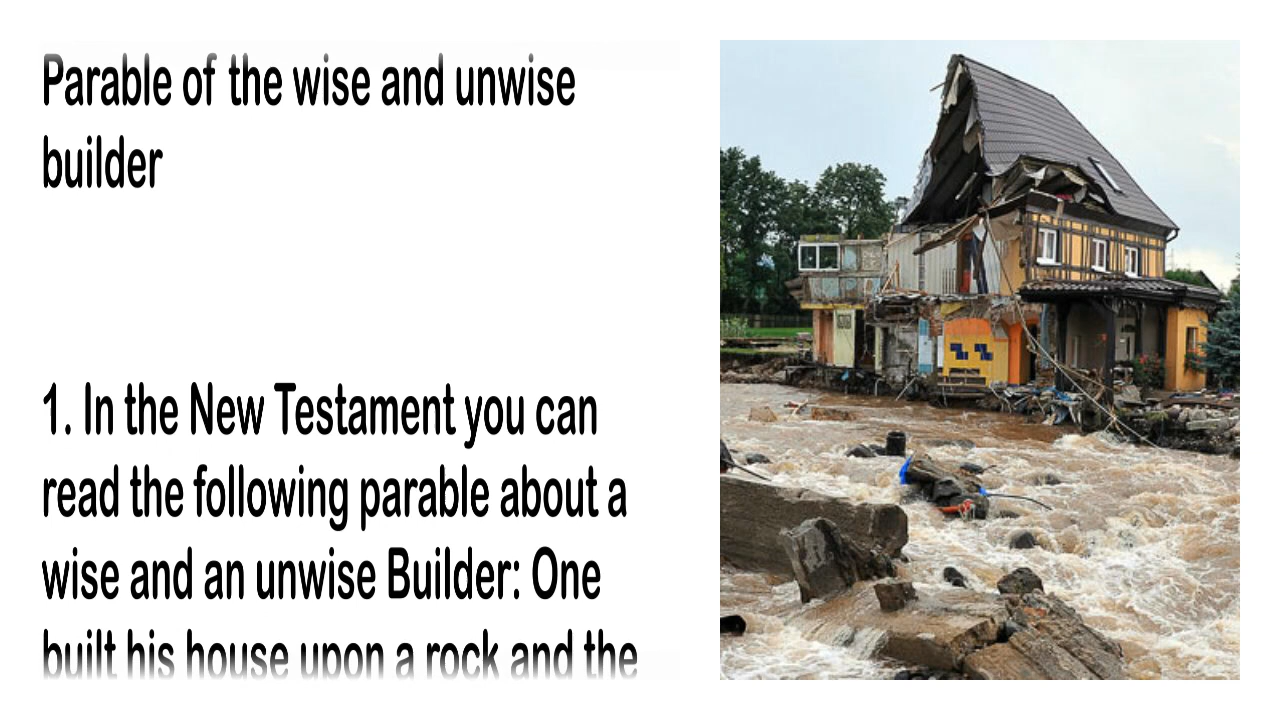 Parable of the wise and unwise
builder
1. In the New Testament you can
read the following parable about a
wise and an unwise Builder: One
built his house upon a rock and the